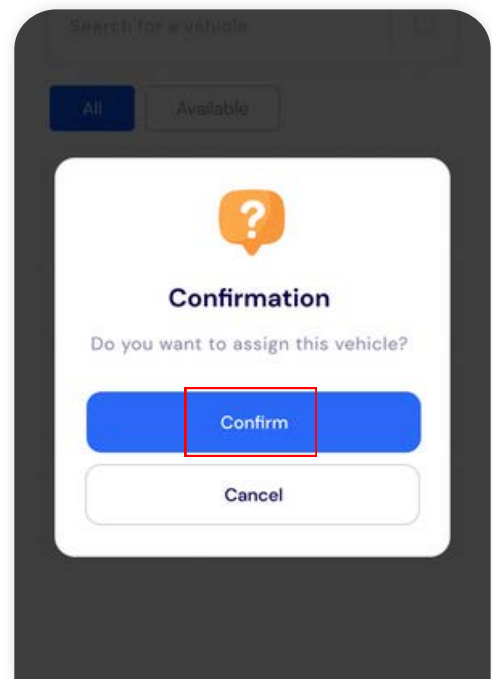 Search for a vehicle
All
Available
?
Confirmation
Do you want to assign this vehicle?
Confirm
Cancel